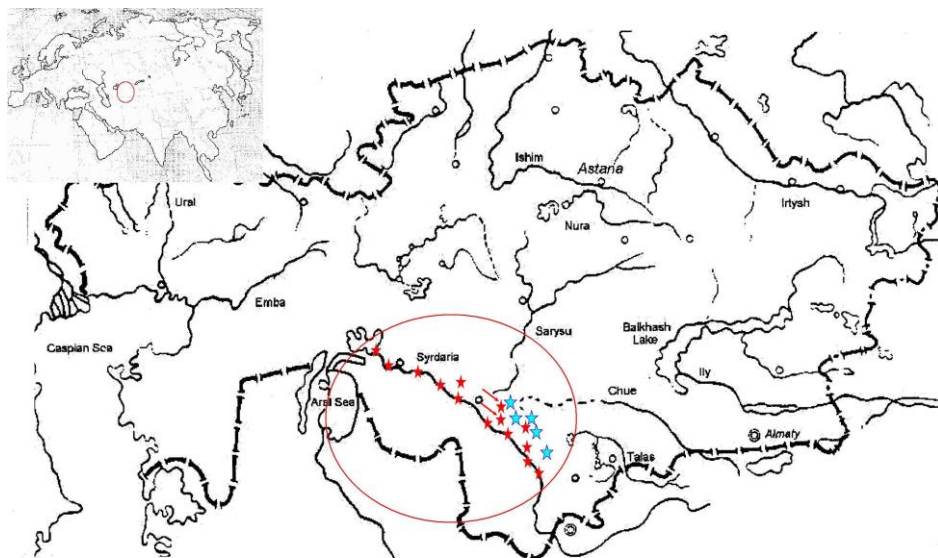 Ishim
Astana
Ural
Irtysh
Nura
Emba
Sarysu
Balkhash
Lake
Caspian Sea
Syrdaria
Ily
Aral Sea
Chue
Almaty
Talas